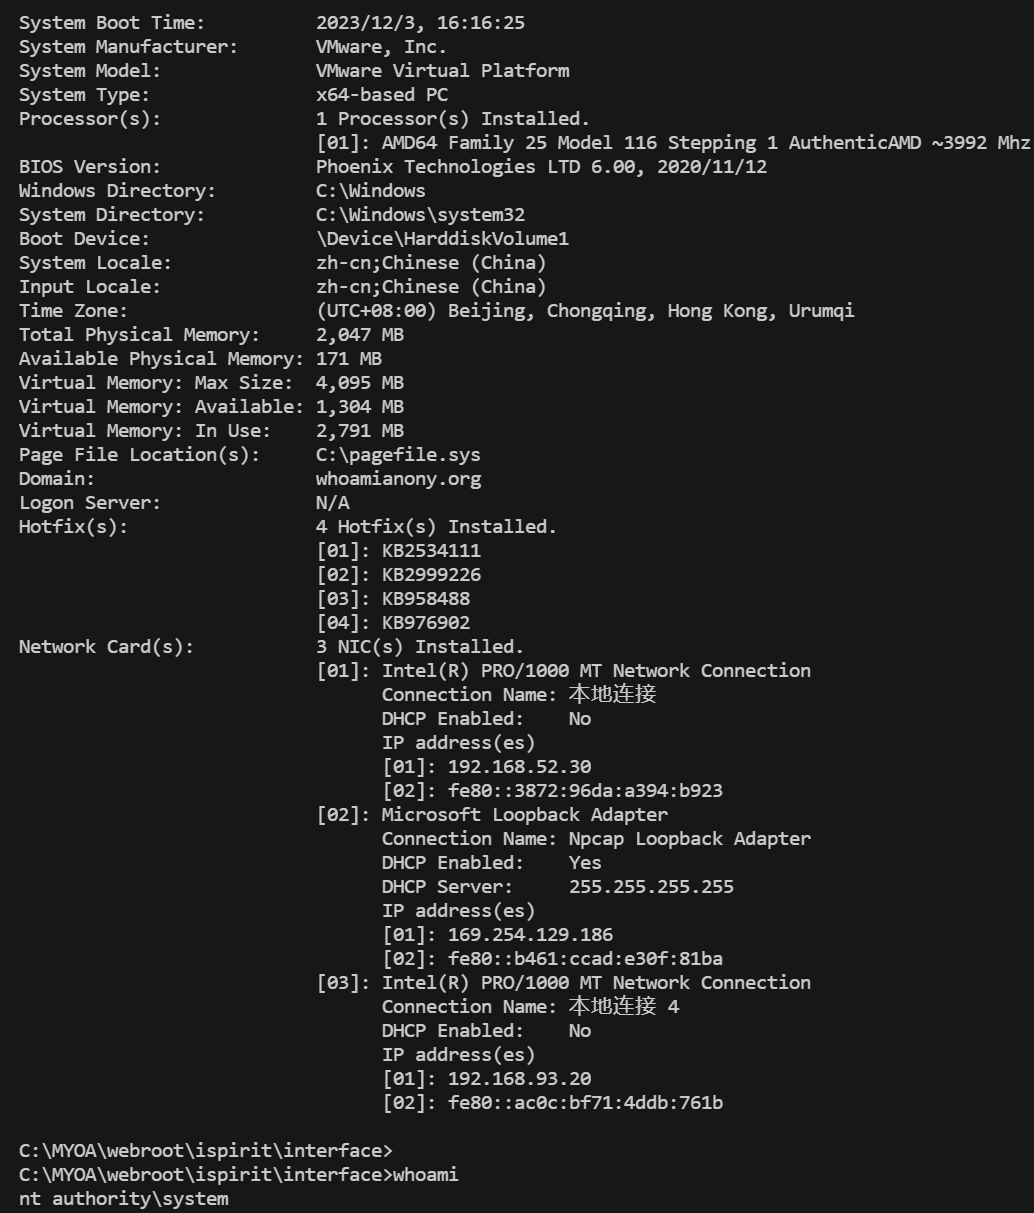 System Boot Time:          2023/12/3, 16:16:25
System Manufacturer:       VMware, Inc.
System Model:              VMware Virtual Platform
System Type:               x64-based PC
Processor(s):              1 Processor(s) Installed.
                           [01]: AMD64 Family 25 Model 116 Stepping 1 AuthenticAMD ~3992 Mhz
BIOS Version:              Phoenix Technologies LTD 6.00, 2020/11/12
Windows Directory:         C:\Windows
System Directory:          C:\Windows\system32
Boot Device:               \Device\HarddiskVolume1
System Locale:             zh-cn;Chinese (China)
Input Locale:              zh-cn;Chinese (China)
Time Zone:                 (UTC+08:00) Beijing, Chongqing, Hong Kong, Urumqi
Total Physical Memory:     2,047 MB
Available Physical Memory: 171 MB
Virtual Memory: Max Size:  4,095 MB
Virtual Memory: Available: 1,304 MB
Virtual Memory: In Use:    2,791 MB
Page File Location(s):     C:\pagefile.sys
Domain:                    whoamianony.org
Logon Server:              N/A
Hotfix(s):                 4 Hotfix(s) Installed.
                           [01]: KB2534111
                           [02]: KB2999226
                           [03]: KB958488
                           [04]: KB976902
Network Card(s):           3 NIC(s) Installed.
                           [01]: Intel(R) PRO/1000 MT Network Connection
                                 Connection Name: 本地连接
                                 DHCP Enabled:    No
                                 IP address(es)
                                 [01]: 192.168.52.30
                                 [02]: fe80::3872:96da:a394:b923
                           [02]: Microsoft Loopback Adapter
                                 Connection Name: Npcap Loopback Adapter
                                 DHCP Enabled:    Yes
                                 DHCP Server:     255.255.255.255
                                 IP address(es)
                                 [01]: 169.254.129.186
                                 [02]: fe80::b461:ccad:e30f:81ba
                           [03]: Intel(R) PRO/1000 MT Network Connection
                                 Connection Name: 本地连接 4
                                 DHCP Enabled:    No
                                 IP address(es)
                                 [01]: 192.168.93.20
                                 [02]: fe80::ac0c:bf71:4ddb:761b
C:\MYOA\webroot\ispirit\interface>
C:\MYOA\webroot\ispirit\interface>whoami
nt authority\system